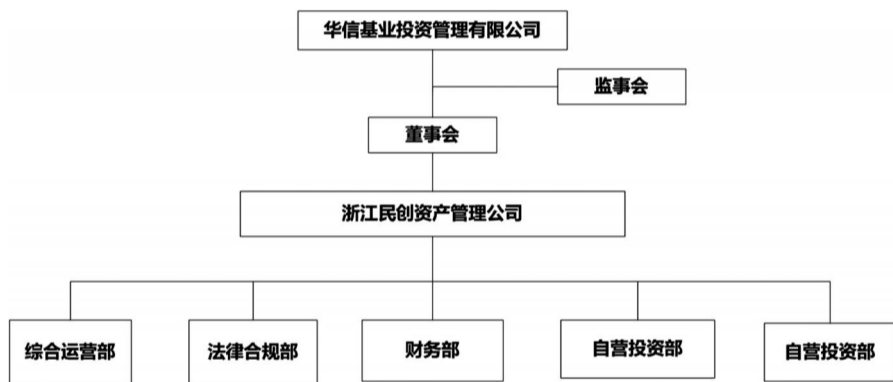 华信基业投资管理有限公司
监事会
董事会
浙江民创资产管理公司
综合运营部
法律合规部
财务部
自营投资部
自营投资部